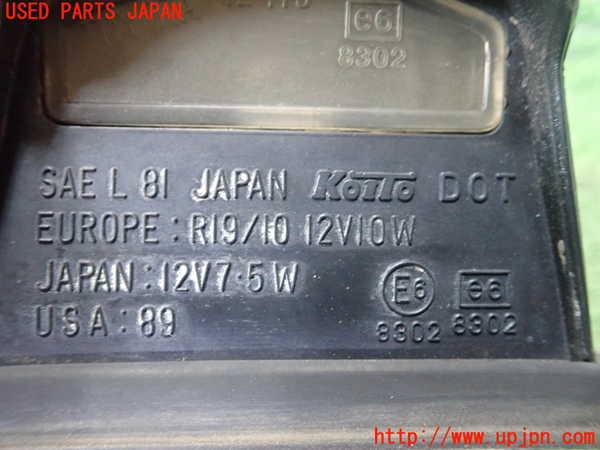 USED PARTS JAPAN
e6
8302
SAE L 81 JAPAN KOITO DOT
EUROPE: R19/10 12V10W
JAPAN: 12V7.5W
USA: 89
E6
8302
e6
8302
http://www.upjpn.com/